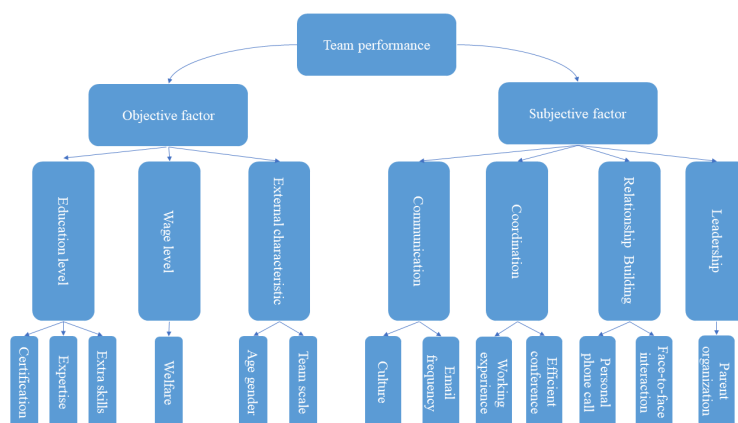 Team performance
Objective factor
Subjective factor
Education level
Wage level
External
characteristic
Communication
Coordination
Relationship Building
Leadership
Certification
Expertise
Extra skills
Welfare
Age gender
Team scale
Culture
Email
frequency
Working
experience
Efficient
conference
Personal
phone call
Face-to-face
interaction
Parent
organization